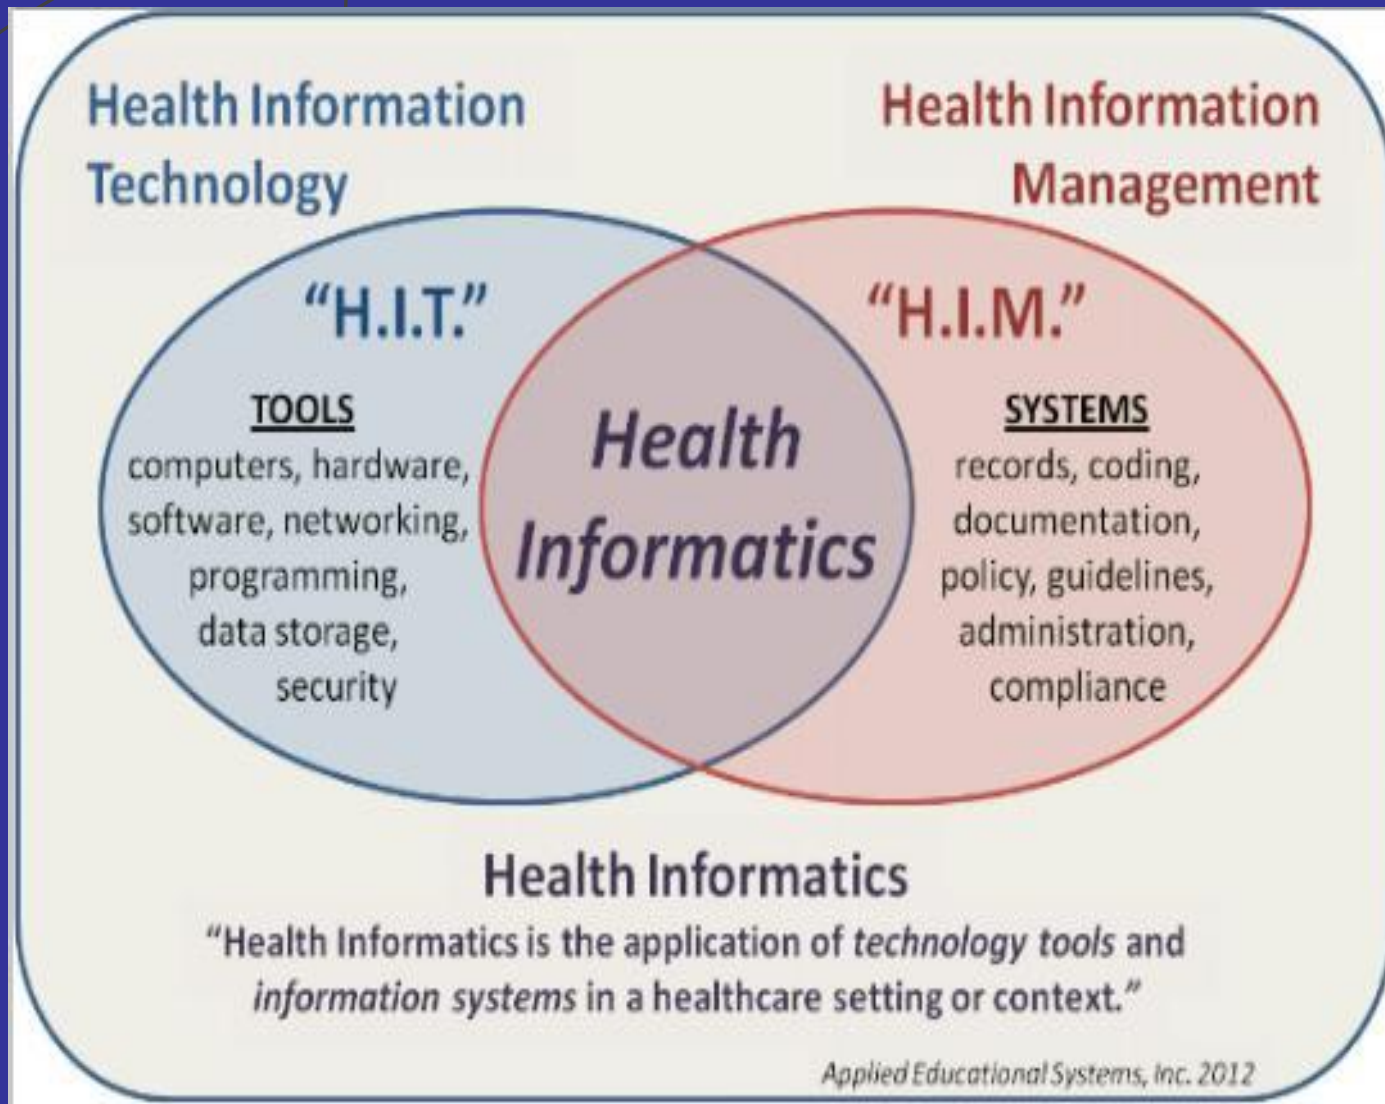 Health Information
Technology
Health Information
Management
“H.I.T.”
TOOLS
computers, hardware,
software, networking,
programming,
data storage,
security
Health
Informatics
“H.I.M.”
SYSTEMS
records, coding,
documentation,
policy, guidelines,
administration,
compliance
Health Informatics
“Health Informatics is the application of technology tools and
information systems in a healthcare setting or context.”
Applied Educational Systems, Inc. 2012